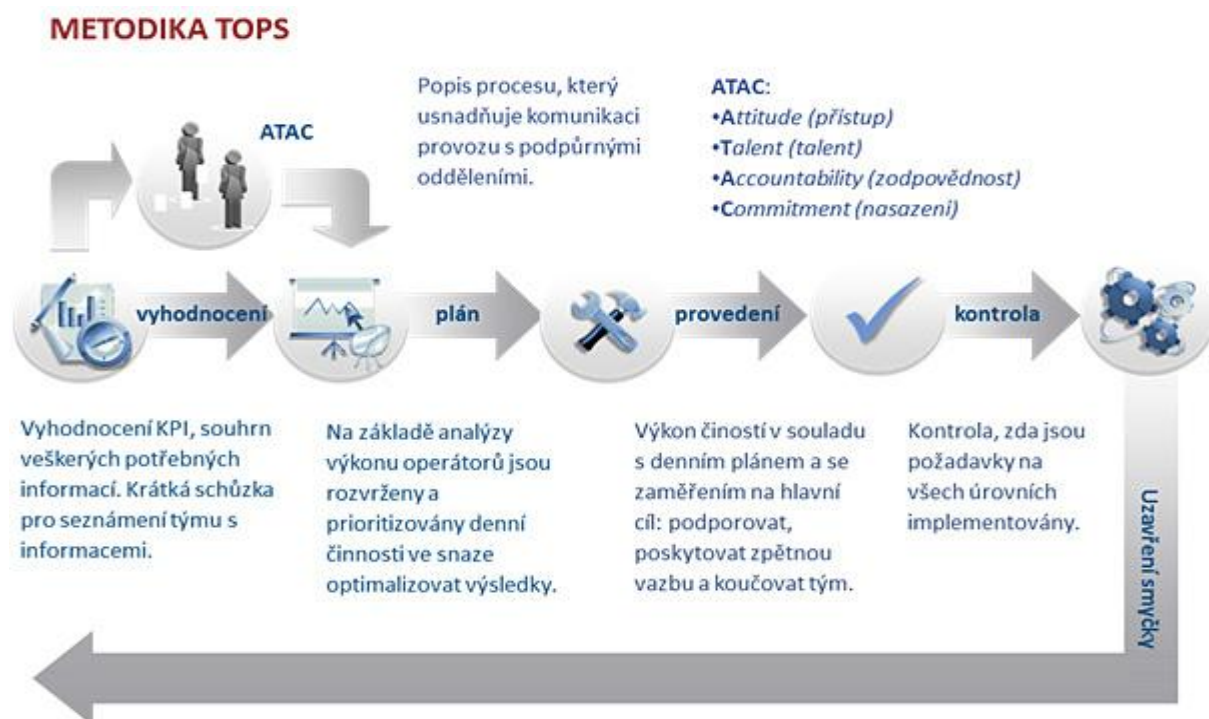 METODIKA TOPS
ATAC
Popis procesu, který
usnadňuje komunikaci
provozu s podpůrnými
odděleními.
ATAC:
•Attitude (přístup)
•Talent (talent)
•Accountability (zodpovědnost)
•Commitment (nasazení)
vyhodnocení
plán
provedení
kontrola
Vyhodnocení KPI, souhrn
veškerých potřebných
informací. Krátká schůzka
pro seznámení týmu s
informacemi.
Na základě analýzy
výkonu operátorů jsou
rozvrženy a
prioritizovány denní
činnosti ve snaze
optimalizovat výsledky.
Výkon čiností v souladu
s denním plánem a se
zaměřením na hlavní
cíl: podporovat,
poskytovat zpětnou
vazbu a koučovat tým.
Kontrola, zda jsou
požadavky na
všech úrovních
implementovány.
Uzavření smyčky